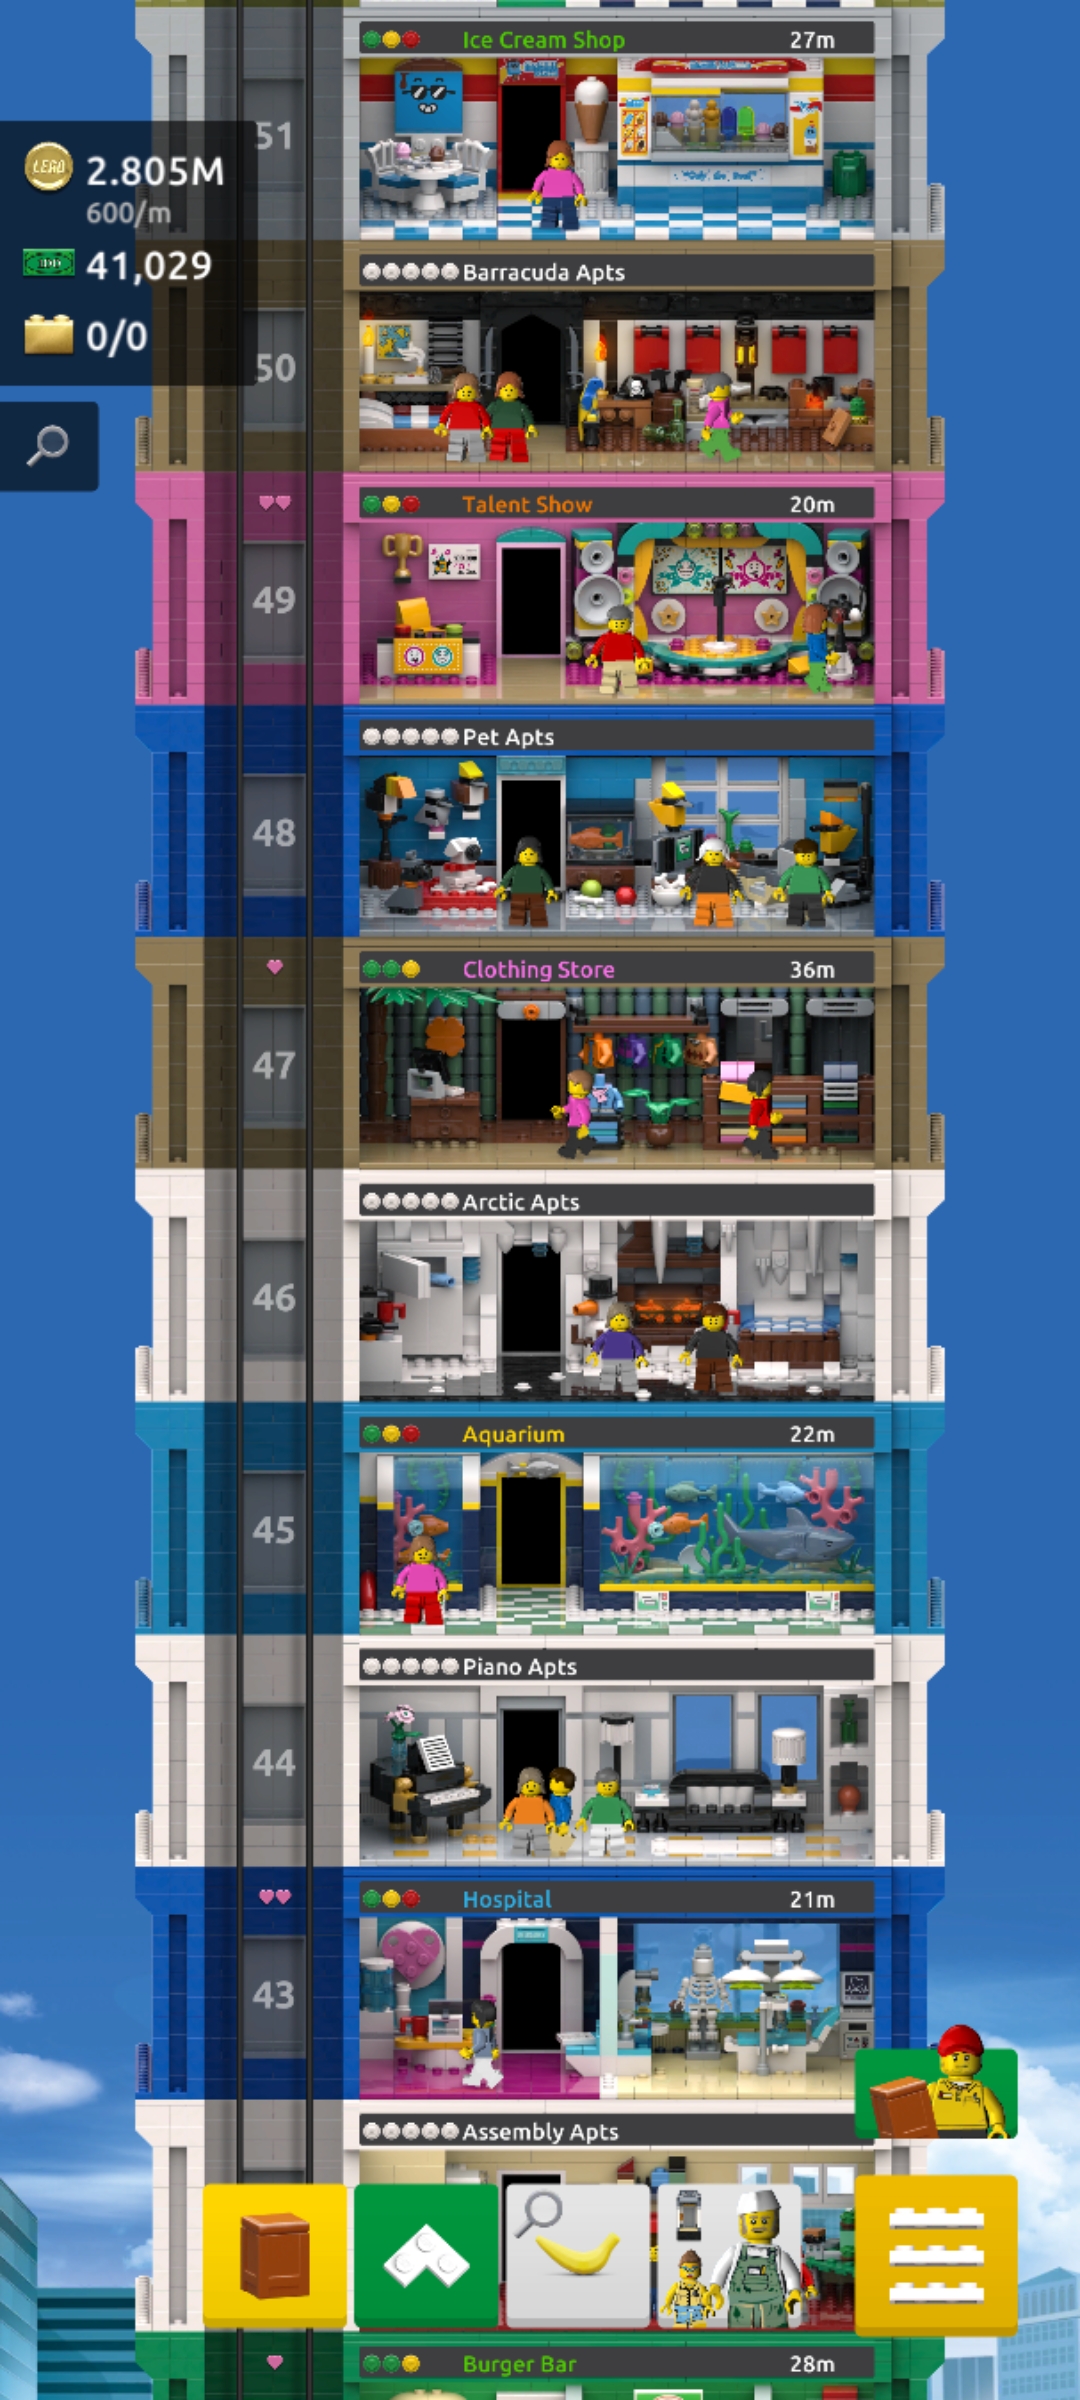 Ice Cream Shop 27m
51
LEGO 2.805M
600/m
41,029
0/0
Barracuda Apts
50
Talent Show 20m
49
Pet Apts
48
Clothing Store 36m
47
Arctic Apts
46
Aquarium 22m
45
Piano Apts
44
Hospital 21m
43
Assembly Apts
Burger Bar 28m